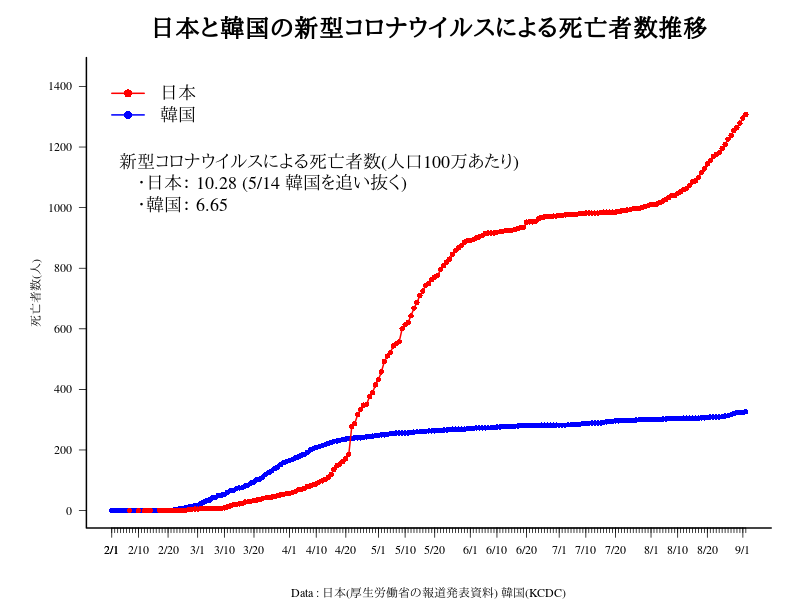 日本と韓国の新型コロナウイルスによる死亡者数推移
日本
韓国
新型コロナウイルスによる死亡者数(人口100万あたり)
・日本: 10.28 (5/14 韓国を追い抜く)
・韓国: 6.65
死亡者数(人)
1400
1200
1000
800
600
400
200
0
2/1 2/10 2/20 3/1 3/10 3/20 4/1 4/10 4/20 5/1 5/10 5/20 6/1 6/10 6/20 7/1 7/10 7/20 8/1 8/10 8/20 9/1
Data : 日本(厚生労働省の報道発表資料) 韓国(KCDC)